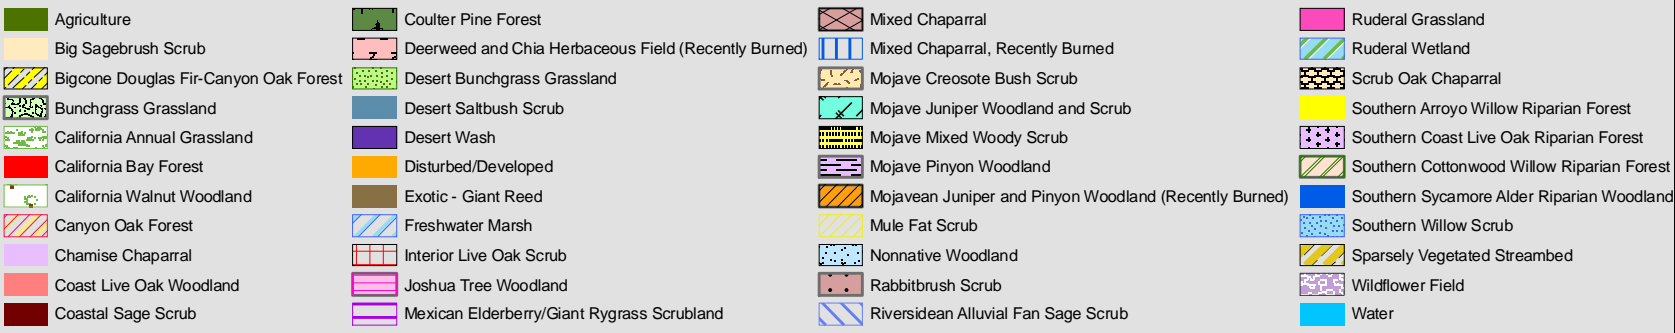 Agriculture
Big Sagebrush Scrub
Bigcone Douglas Fir-Canyon Oak Forest
Bunchgrass Grassland
California Annual Grassland
California Bay Forest
California Walnut Woodland
Canyon Oak Forest
Chamise Chaparral
Coast Live Oak Woodland
Coastal Sage Scrub
Coulter Pine Forest
Deerweed and Chia Herbaceous Field (Recently Burned)
Desert Bunchgrass Grassland
Desert Saltbush Scrub
Desert Wash
Disturbed/Developed
Exotic - Giant Reed
Freshwater Marsh
Interior Live Oak Scrub
Joshua Tree Woodland
Mexican Elderberry/Giant Rygrass Scrubland
Mixed Chaparral
Mixed Chaparral, Recently Burned
Mojave Creosote Bush Scrub
Mojave Juniper Woodland and Scrub
Mojave Mixed Woody Scrub
Mojave Pinyon Woodland
Mojavean Juniper and Pinyon Woodland (Recently Burned)
Mule Fat Scrub
Nonnative Woodland
Rabbitbrush Scrub
Riversidean Alluvial Fan Sage Scrub
Ruderal Grassland
Ruderal Wetland
Scrub Oak Chaparral
Southern Arroyo Willow Riparian Forest
Southern Coast Live Oak Riparian Forest
Southern Cottonwood Willow Riparian Forest
Southern Sycamore Alder Riparian Woodland
Southern Willow Scrub
Sparsely Vegetated Streambed
Wildflower Field
Water